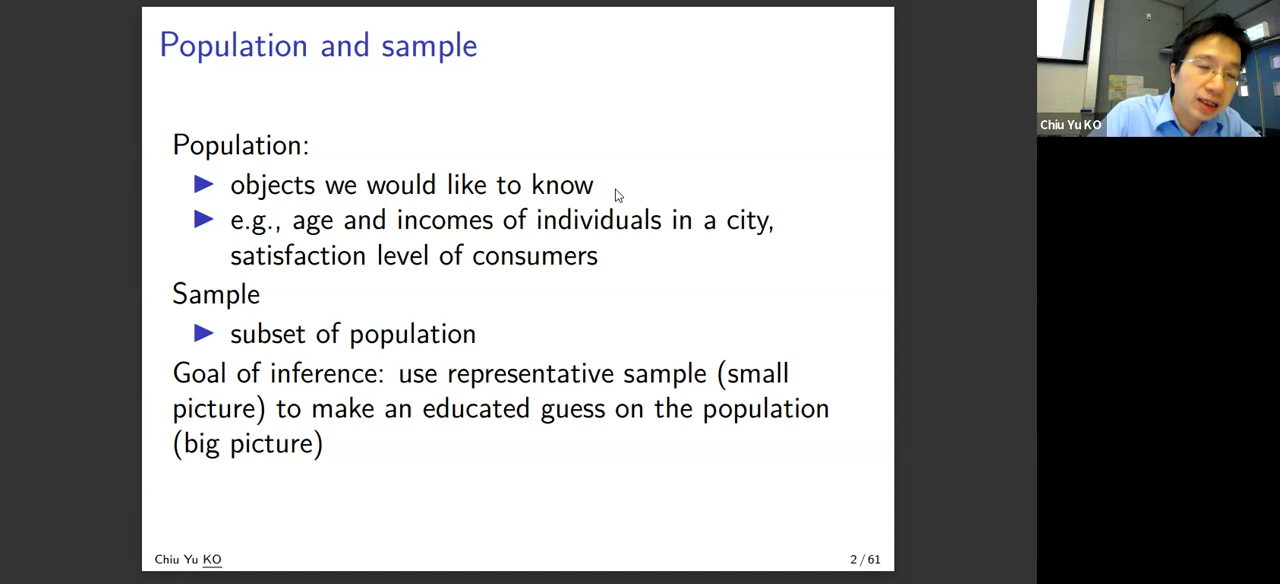 Population and sample
Population:
▶ objects we would like to know
▶ e.g., age and incomes of individuals in a city,
satisfaction level of consumers
Sample
▶ subset of population
Goal of inference: use representative sample (small
picture) to make an educated guess on the population
(big picture)
Chiu Yu KO
2 / 61
Chiu Yu KO